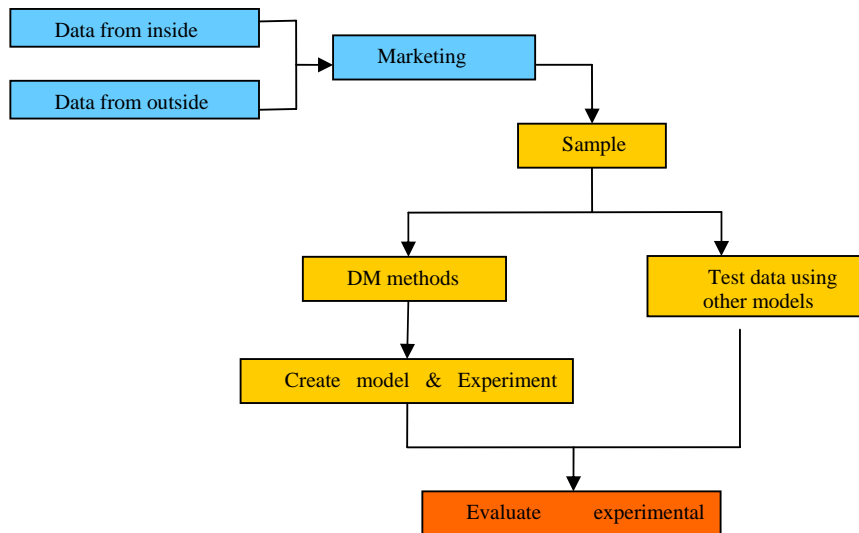 Data from inside
Marketing
Data from outside
Sample
DM methods
Test data using
other models
Create model & Experiment
Evaluate experimental